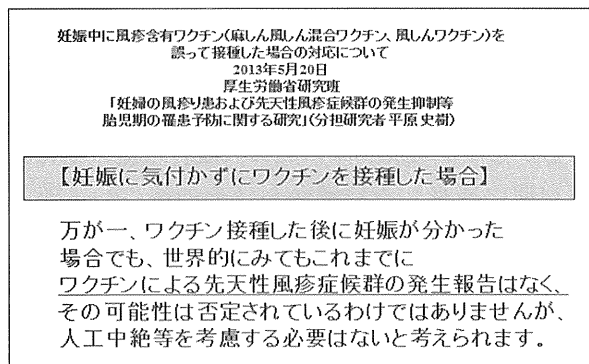 妊娠中に風疹含有ワクチン(麻しん風しん混合ワクチン、風しんワクチン)を
誤って接種した場合の対応について
2013年5月20日
厚生労働省研究班
「妊婦の風疹り患および先天性風疹症候群の発生抑制等
胎児期の罹患予防に関する研究」(分担研究者 平原史樹)
【妊娠に気付かずにワクチンを接種した場合】
万が一、ワクチン接種した後に妊娠が分かった
場合でも、世界的にみてもこれまでに
ワクチンによる先天性風疹症候群の発生報告はなく、
その可能性は否定されているわけではありませんが、
人工中絶等を考慮する必要はないと考えられます。